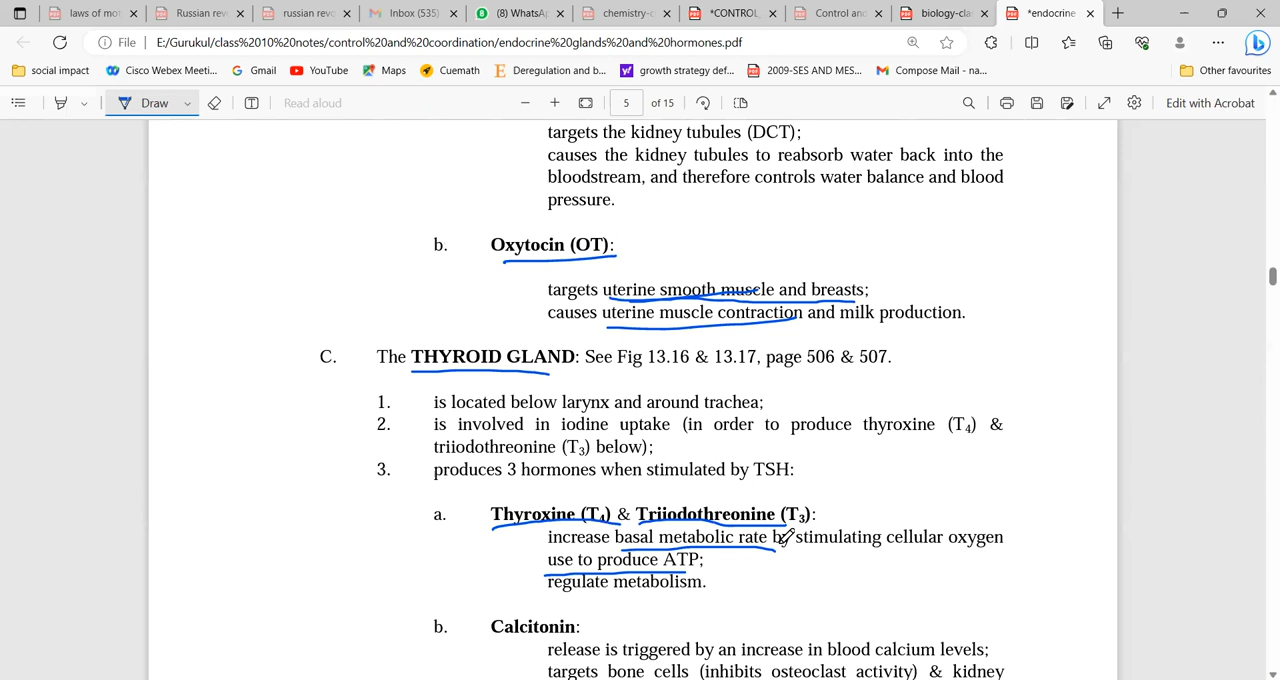 laws of mot
Russian rev
russian revo
Inbox (535)
(8) WhatsAp
chemistry-c
*CONTROL_
Control and
biology-clas
*endocrine
File
E:/Gurukul/class%2010%20notes/control%20and%20coordination/endocrine%20glands%20and%20hormones.pdf
social impact
Cisco Webex Meeti...
Gmail
YouTube
Maps
Cuemath
Deregulation and b...
growth strategy def...
2009-SES AND MES...
Compose Mail - na...
Other favourites
Draw
Read aloud
5 of 15
Edit with Acrobat
targets the kidney tubules (DCT);
causes the kidney tubules to reabsorb water back into the
bloodstream, and therefore controls water balance and blood
pressure.
b. Oxytocin (OT):
targets uterine smooth muscle and breasts;
causes uterine muscle contraction and milk production.
C. The THYROID GLAND: See Fig 13.16 & 13.17, page 506 & 507.
1. is located below larynx and around trachea;
2. is involved in iodine uptake (in order to produce thyroxine (T₄) &
triiodothreonine (T₃) below);
3. produces 3 hormones when stimulated by TSH:
a. Thyroxine (T₄) & Triiodothreonine (T₃):
increase basal metabolic rate by stimulating cellular oxygen
use to produce ATP;
regulate metabolism.
b. Calcitonin:
release is triggered by an increase in blood calcium levels;
targets bone cells (inhibits osteoclast activity) & kidney